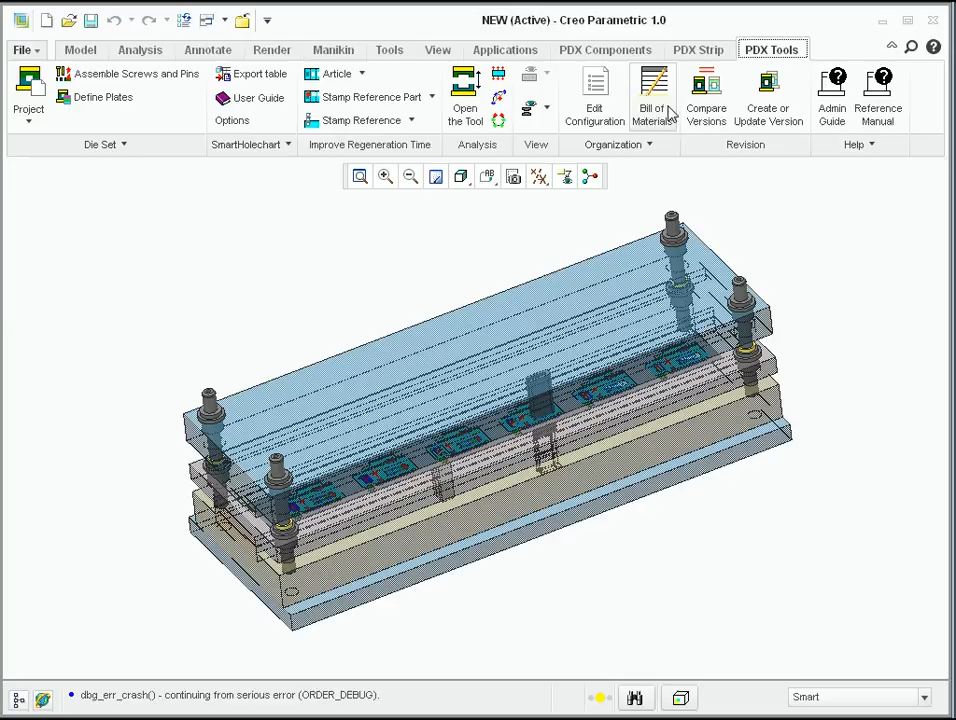 NEW (Active) - Creo Parametric 1.0
File Model Analysis Annotate Render Manikin Tools View Applications PDX Components PDX Strip PDX Tools
Project
Assemble Screws and Pins
Define Plates
Die Set
Export table
User Guide
Options
SmartHolechart
Article
Stamp Reference Part
Stamp Reference
Improve Regeneration Time
Open
the Tool
Analysis
View
Edit
Configuration
Bill of
Materials
Organization
Compare
Versions
Create or
Update Version
Revision
Admin
Guide
Reference
Manual
Help
dbg_err_crash() - continuing from serious error (ORDER_DEBUG).
Smart